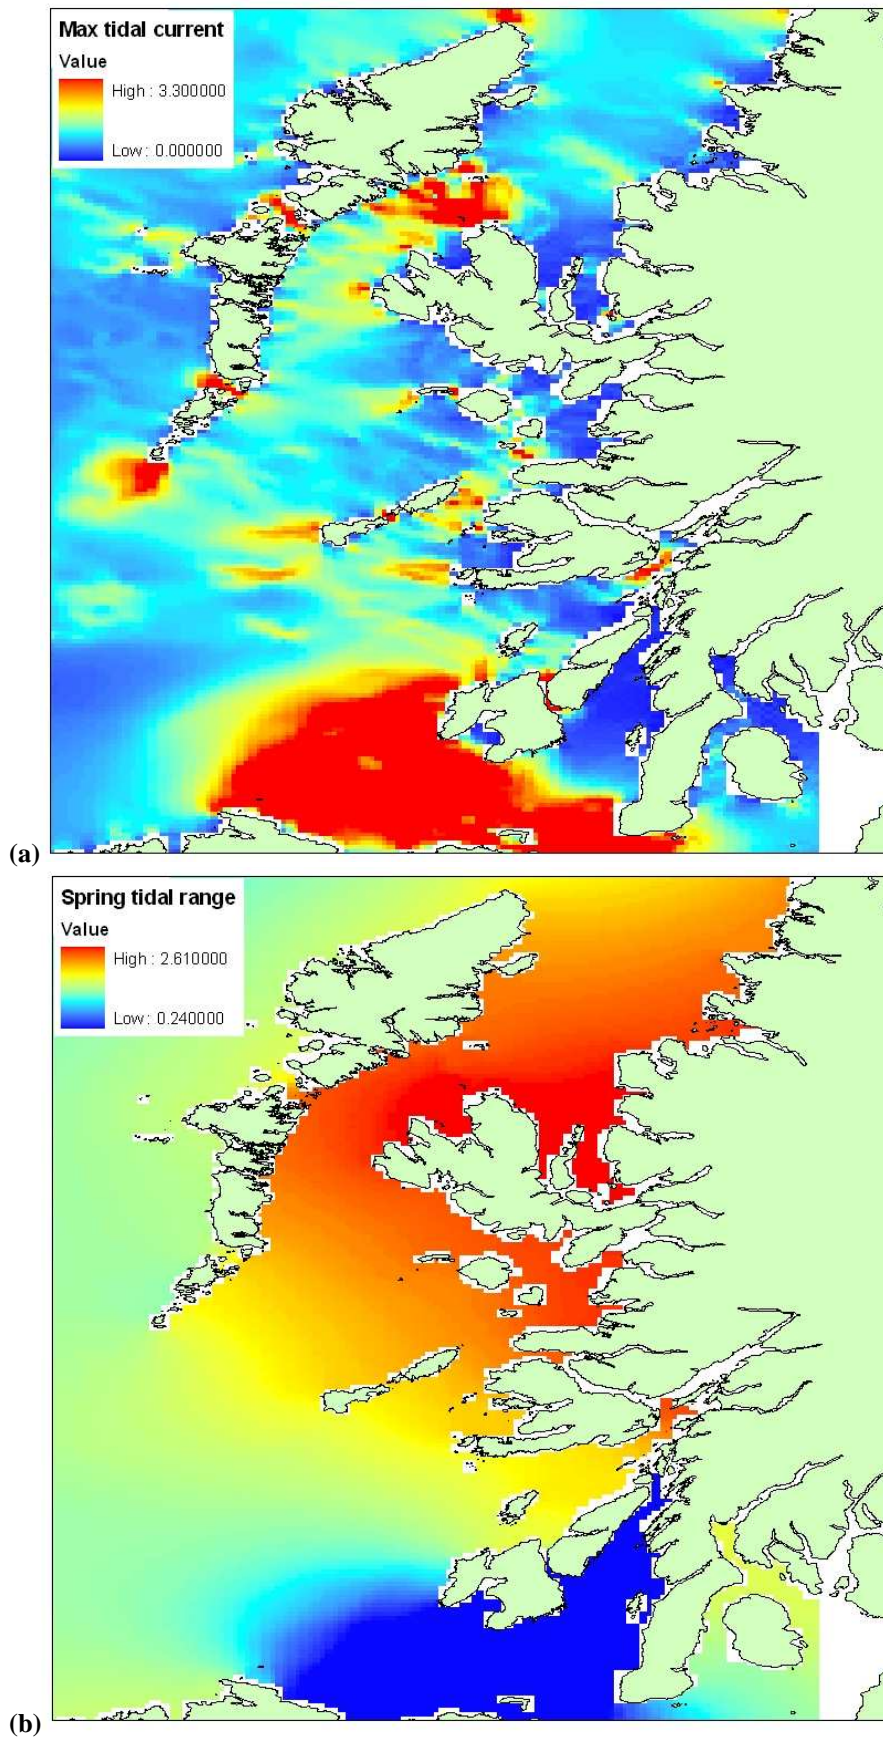 Max tidal current
Value
High : 3.300000
Low : 0.000000
(a)
Spring tidal range
Value
High : 2.610000
Low : 0.240000
(b)